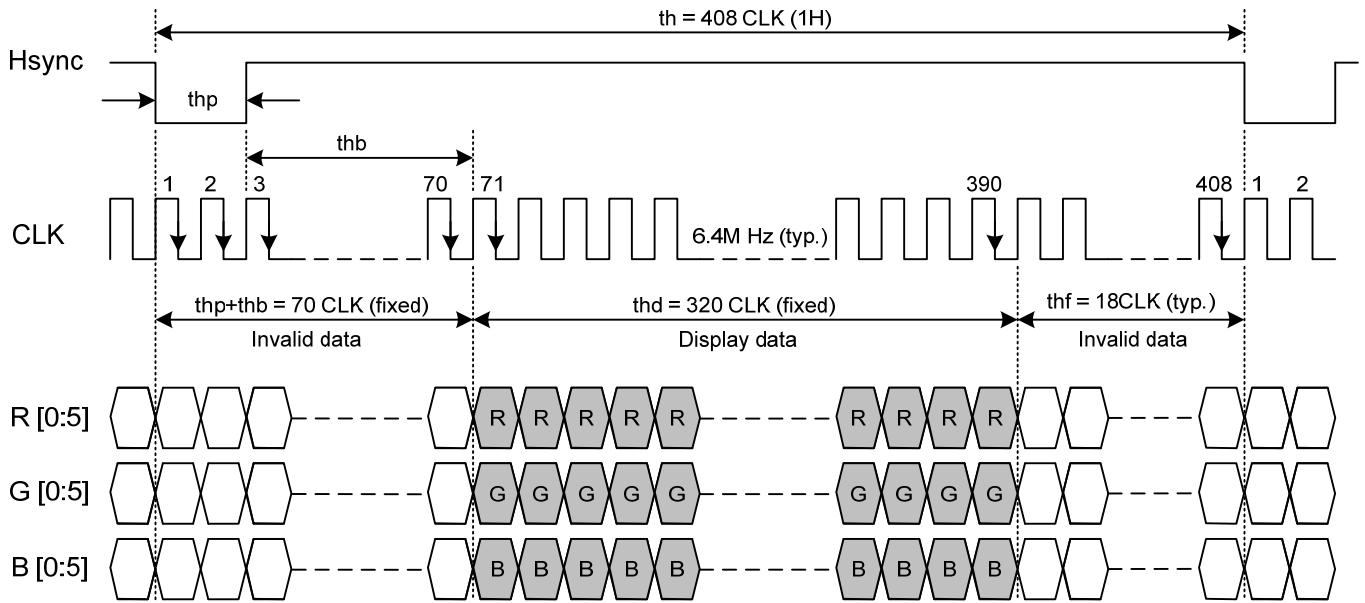 th = 408 CLK (1H)
Hsync
thp
thb
1 2 3 70 71 390 408 1 2
CLK
6.4M Hz (typ.)
thp+thb = 70 CLK (fixed) thd = 320 CLK (fixed) thf = 18CLK (typ.)
Invalid data Display data Invalid data
R [0:5] R R R R R R R R R
G [0:5] G G G G G G G G G
B [0:5] B B B B B B B B B